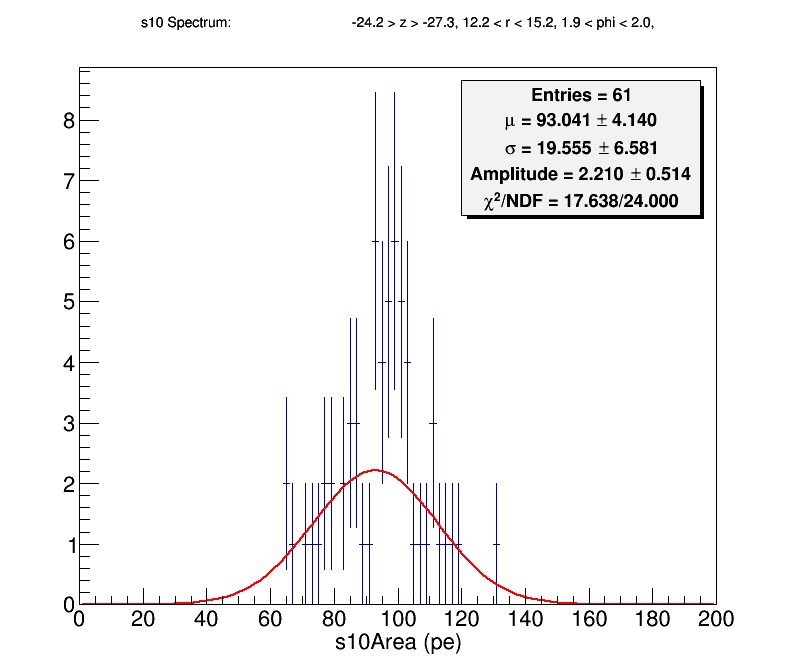 s10 Spectrum: -24.2 > z > -27.3, 12.2 < r < 15.2, 1.9 < phi < 2.0,
Entries = 61
μ = 93.041 ± 4.140
σ = 19.555 ± 6.581
Amplitude = 2.210 ± 0.514
χ²/NDF = 17.638/24.000
8
7
6
5
4
3
2
1
0
0 20 40 60 80 100 120 140 160 180 200
s10Area (pe)